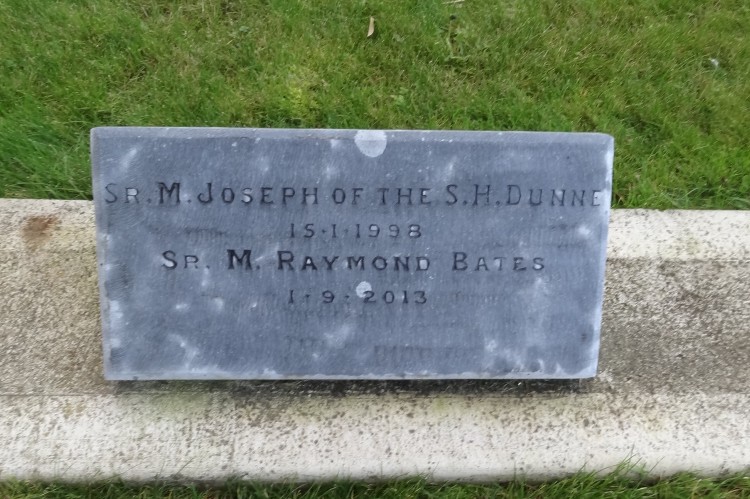 Sr. M. Joseph of the S.H. Dunne
15·1·1998
Sr. M. Raymond Bates
1·9·2013